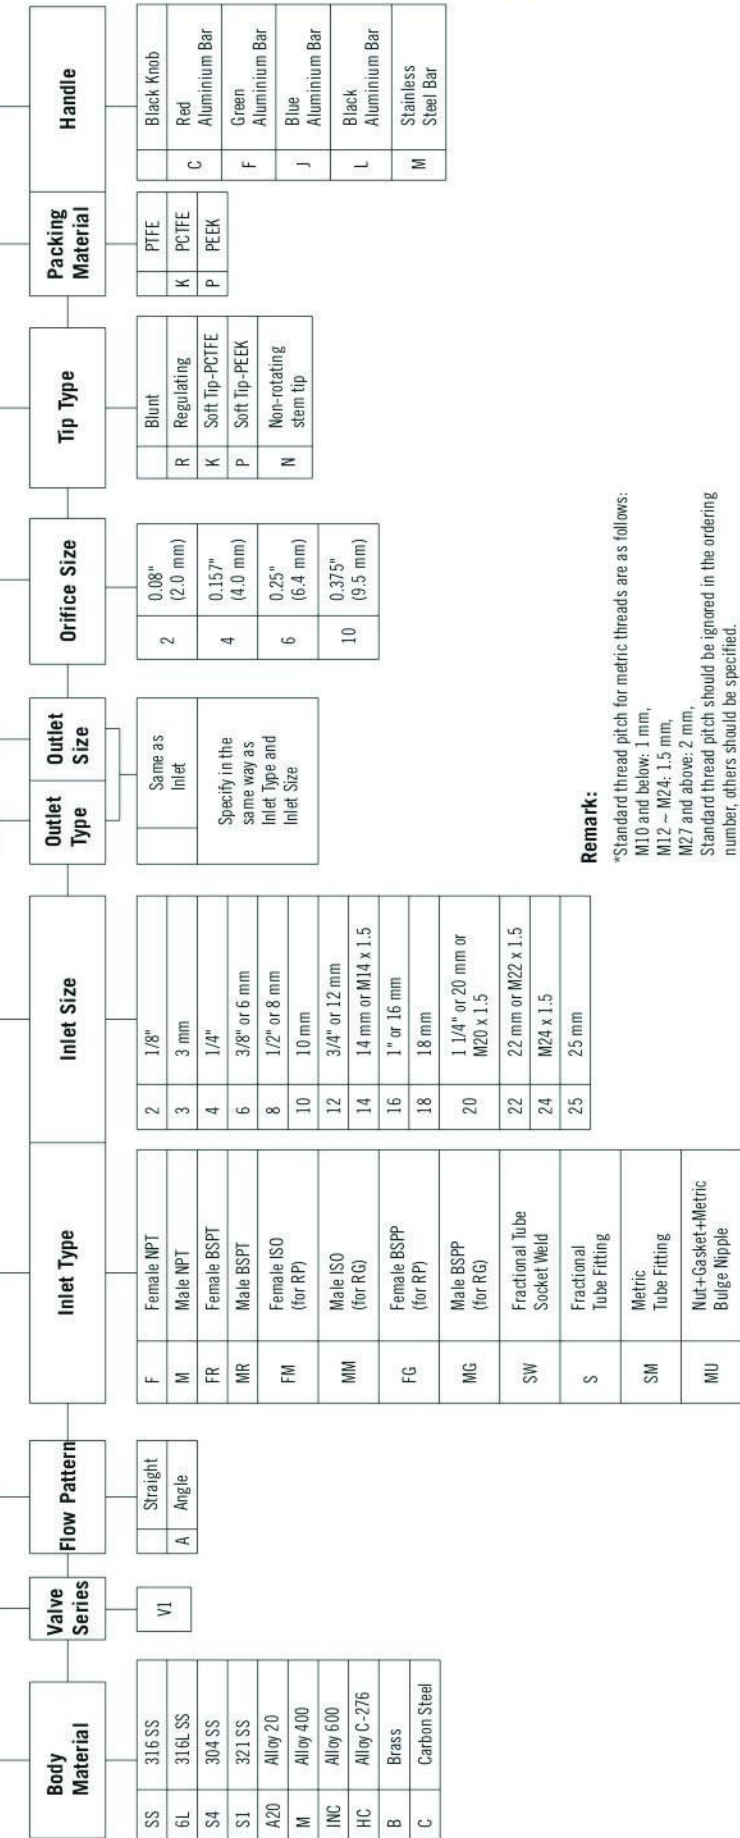 Body
Material
SS 316 SS
6L 316L SS
S4 304 SS
S1 321 SS
A20 Alloy 20
M Alloy 400
INC Alloy 600
HC Alloy C-276
B Brass
C Carbon Steel
Valve
Series
V1
Flow Pattern
Straight
A Angle
Inlet Type
F Female NPT
M Male NPT
FR Female BSPT
MR Male BSPT
FM Female ISO
(for RP)
MM Male ISO
(for RG)
FG Female BSPP
(for RP)
MG Male BSPP
(for RG)
SW Fractional Tube
Socket Weld
S Fractional
Tube Fitting
SM Metric
Tube Fitting
MU Nut+Gasket+Metric
Bulge Nipple
Inlet Size
2 1/8"
3 3 mm
4 1/4"
6 3/8" or 6 mm
8 1/2" or 8 mm
10 10 mm
12 3/4" or 12 mm
14 14 mm or M14 x 1.5
16 1" or 16 mm
18 18 mm
20 1 1/4" or 20 mm or
M20 x 1.5
22 22 mm or M22 x 1.5
24 M24 x 1.5
25 25 mm
Outlet
Type
Outlet
Size
Same as
Inlet
Specify in the
same way as
Inlet Type and
Inlet Size
Orifice Size
2 0.08"
(2.0 mm)
4 0.157"
(4.0 mm)
6 0.25"
(6.4 mm)
10 0.375"
(9.5 mm)
Tip Type
Blunt
R Regulating
K Soft Tip-PCTFE
P Soft Tip-PEEK
N Non-rotating
stem tip
Packing
Material
PTFE
K PCTFE
P PEEK
Handle
Black Knob
C Red
Aluminium Bar
F Green
Aluminium Bar
J Blue
Aluminium Bar
L Black
Aluminium Bar
M Stainless
Steel Bar
Remark:
*Standard thread pitch for metric threads are as follows:
M10 and below: 1 mm,
M12 ~ M24: 1.5 mm,
M27 and above: 2 mm,
Standard thread pitch should be ignored in the ordering
number, others should be specified.